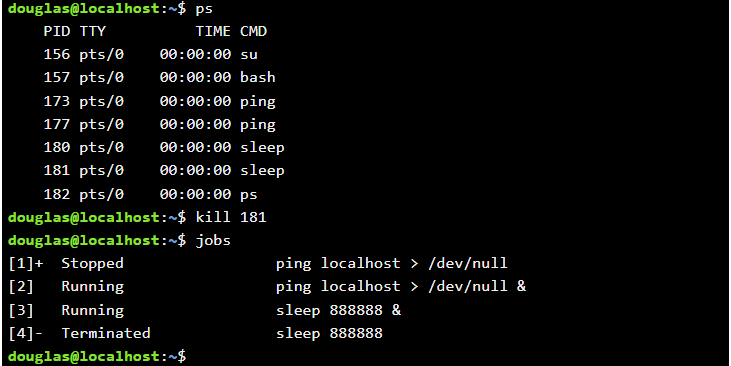 douglas@localhost:~$ ps
    PID TTY          TIME CMD
    156 pts/0    00:00:00 su
    157 pts/0    00:00:00 bash
    173 pts/0    00:00:00 ping
    177 pts/0    00:00:00 ping
    180 pts/0    00:00:00 sleep
    181 pts/0    00:00:00 sleep
    182 pts/0    00:00:00 ps
douglas@localhost:~$ kill 181
douglas@localhost:~$ jobs
[1]+  Stopped                 ping localhost > /dev/null
[2]   Running                 ping localhost > /dev/null &
[3]   Running                 sleep 888888 &
[4]-  Terminated              sleep 888888
douglas@localhost:~$